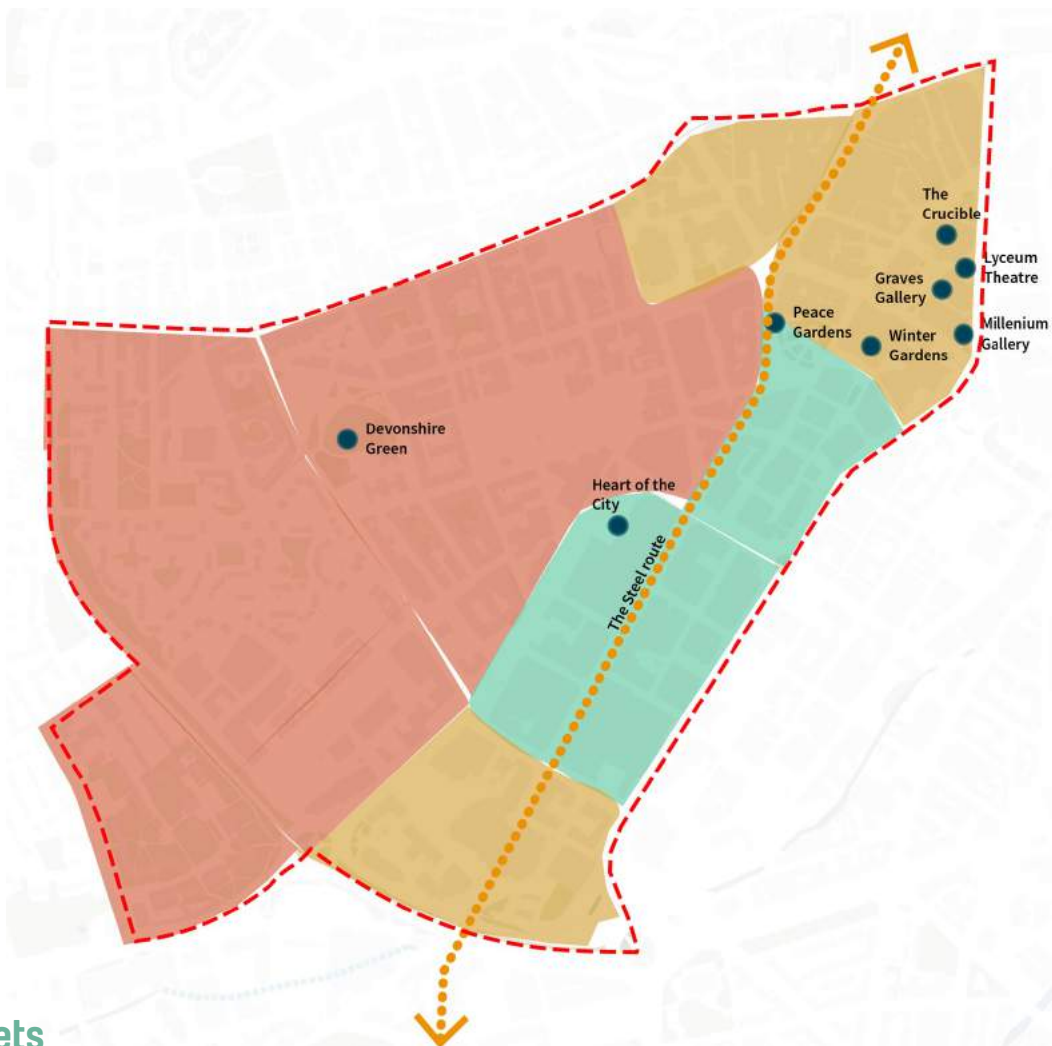 The
Crucible
Lyceum
Theatre
Graves
Gallery
Peace
Gardens
Winter
Gardens
Millenium
Gallery
Devonshire
Green
Heart of the
City
The Steel route
ets